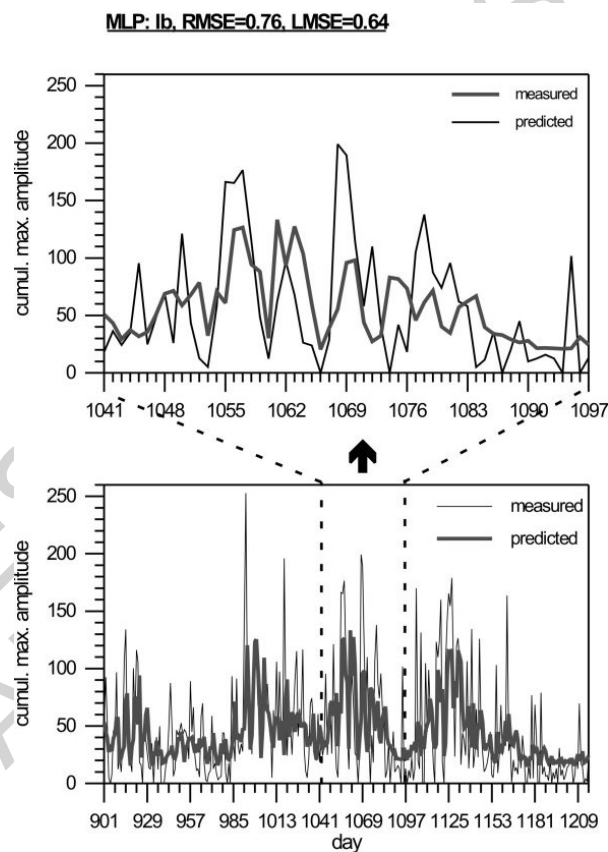 MLP: Ib, RMSE=0.76, LMSE=0.64
cumul. max. amplitude
250
200
150
100
50
0
measured
predicted
1041 1048 1055 1062 1069 1076 1083 1090 1097
cumul. max. amplitude
250
200
150
100
50
0
measured
predicted
901 929 957 985 1013 1041 1069 1097 1125 1153 1181 1209
day